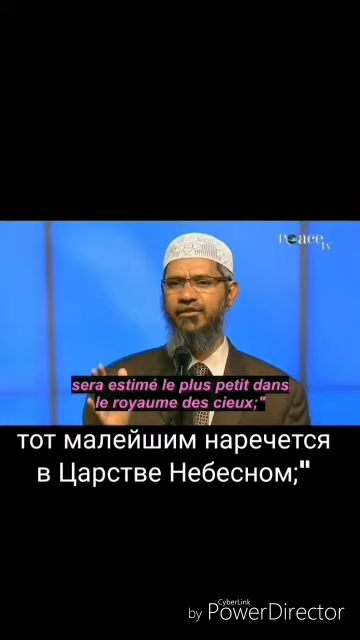 Peace TV
sera estimé le plus petit dans
le royaume des cieux;"
тот малейшим наречется
в Царстве Небесном;"
CyberLink
by PowerDirector